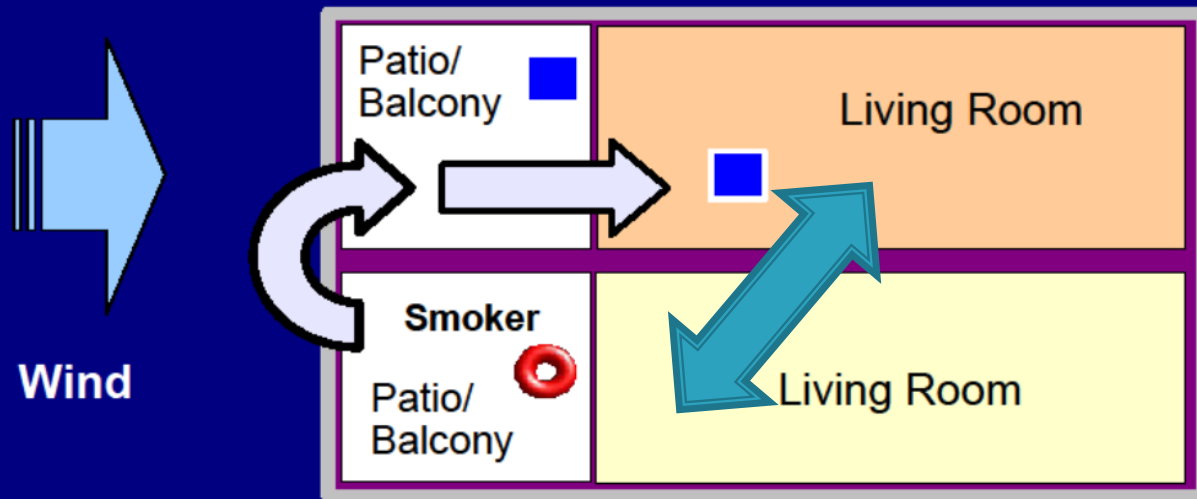 Patio/
Balcony
Living Room
Smoker
Wind
Patio/
Balcony
Living Room